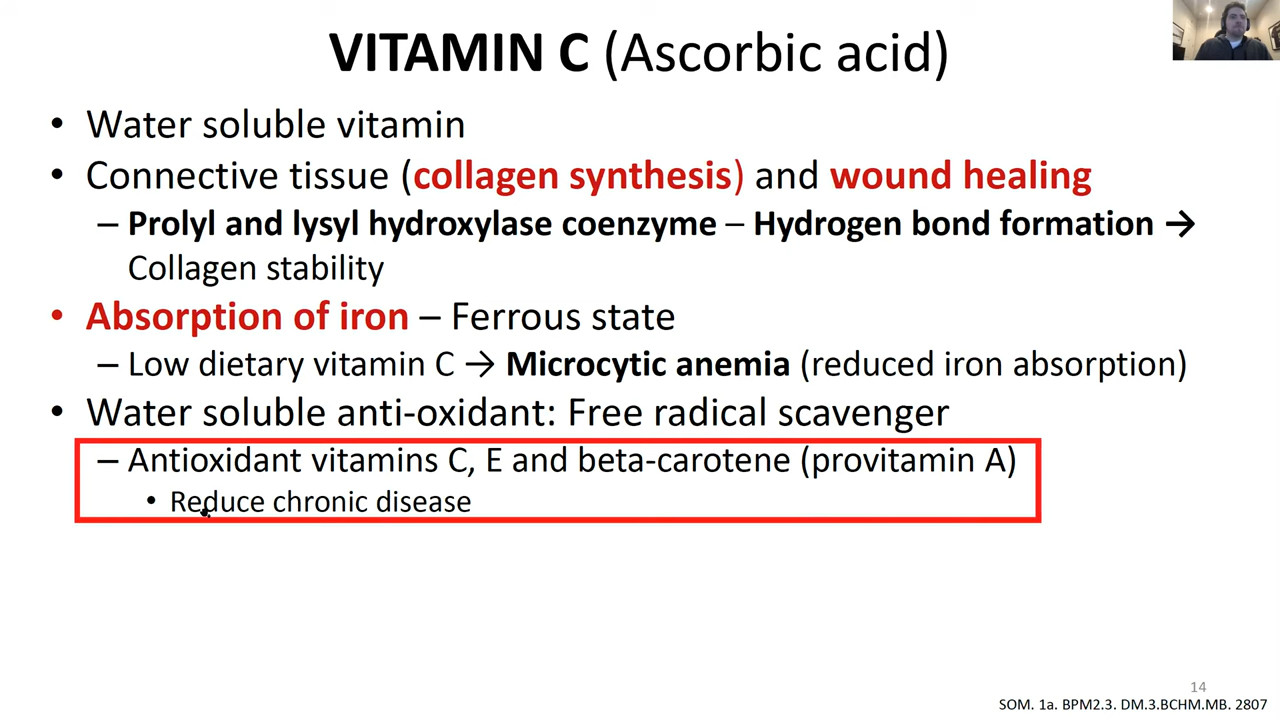 VITAMIN C (Ascorbic acid)
• Water soluble vitamin
• Connective tissue (collagen synthesis) and wound healing
– Prolyl and lysyl hydroxylase coenzyme – Hydrogen bond formation →
Collagen stability
• Absorption of iron – Ferrous state
– Low dietary vitamin C → Microcytic anemia (reduced iron absorption)
• Water soluble anti-oxidant: Free radical scavenger
– Antioxidant vitamins C, E and beta-carotene (provitamin A)
• Reduce chronic disease
14
SOM. 1a. BPM2.3. DM.3.BCHM.MB. 2807